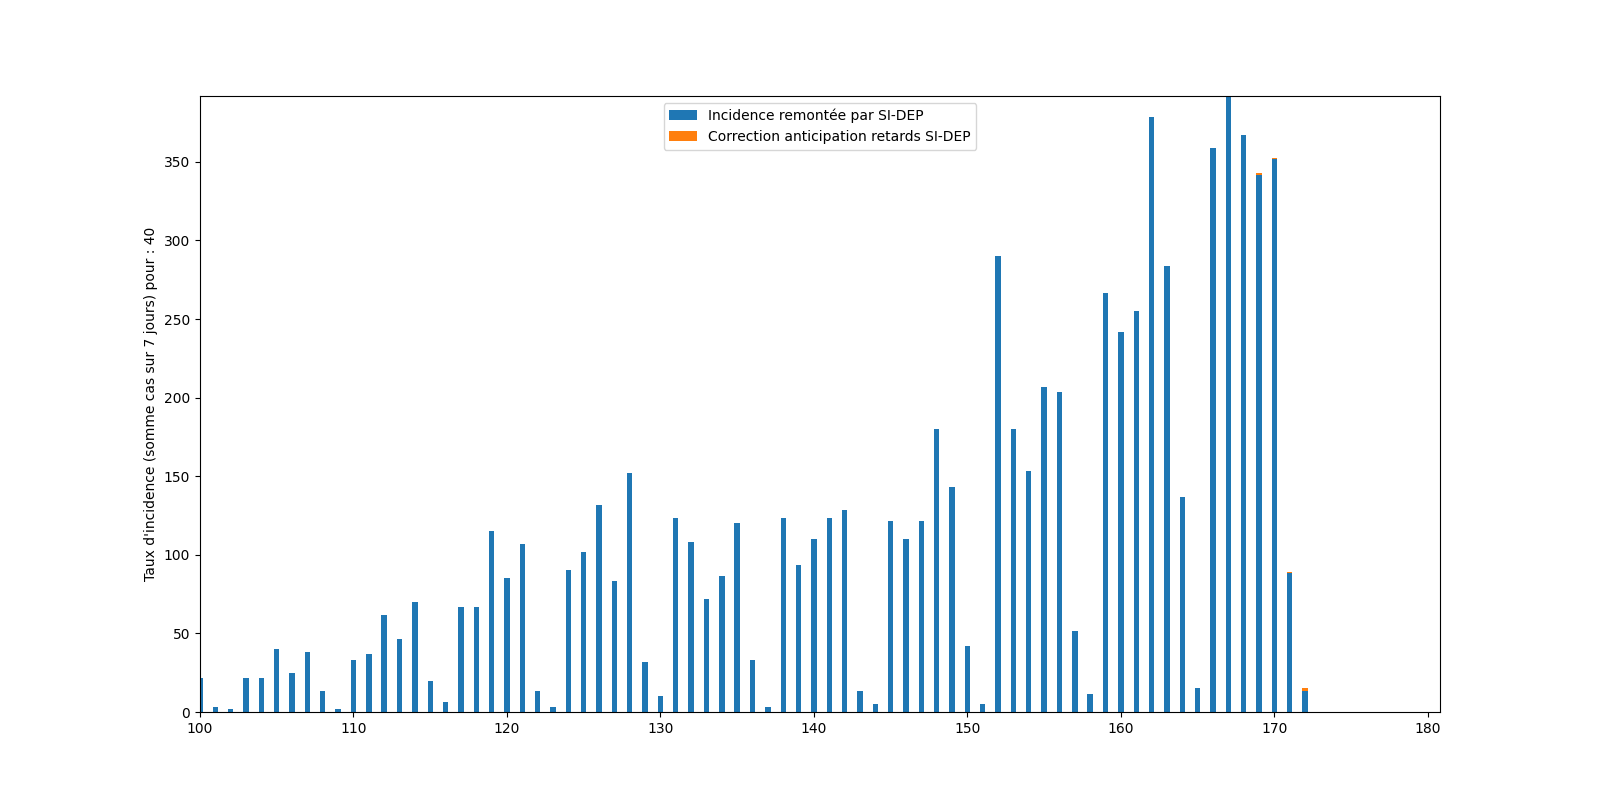 Incidence remontée par SI-DEP
Correction anticipation retards SI-DEP
Taux d'incidence (somme cas sur 7 jours) pour : 40
350
300
250
200
150
100
50
0
100 110 120 130 140 150 160 170 180